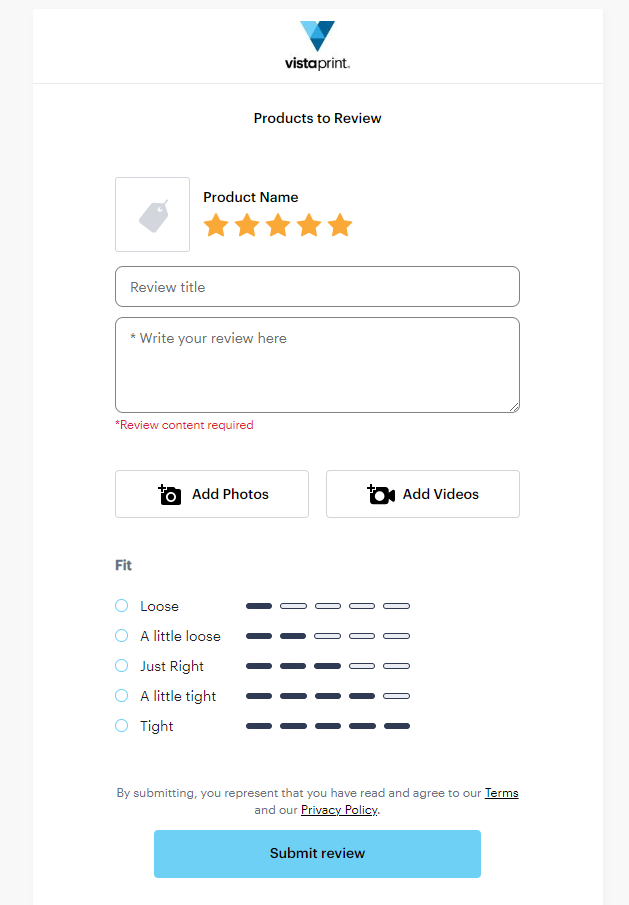 vistaprint.
Products to Review
Product Name
Review title
* Write your review here
*Review content required
Add Photos
Add Videos
Fit
Loose
A little loose
Just Right
A little tight
Tight
By submitting, you represent that you have read and agree to our Terms
and our Privacy Policy.
Submit review